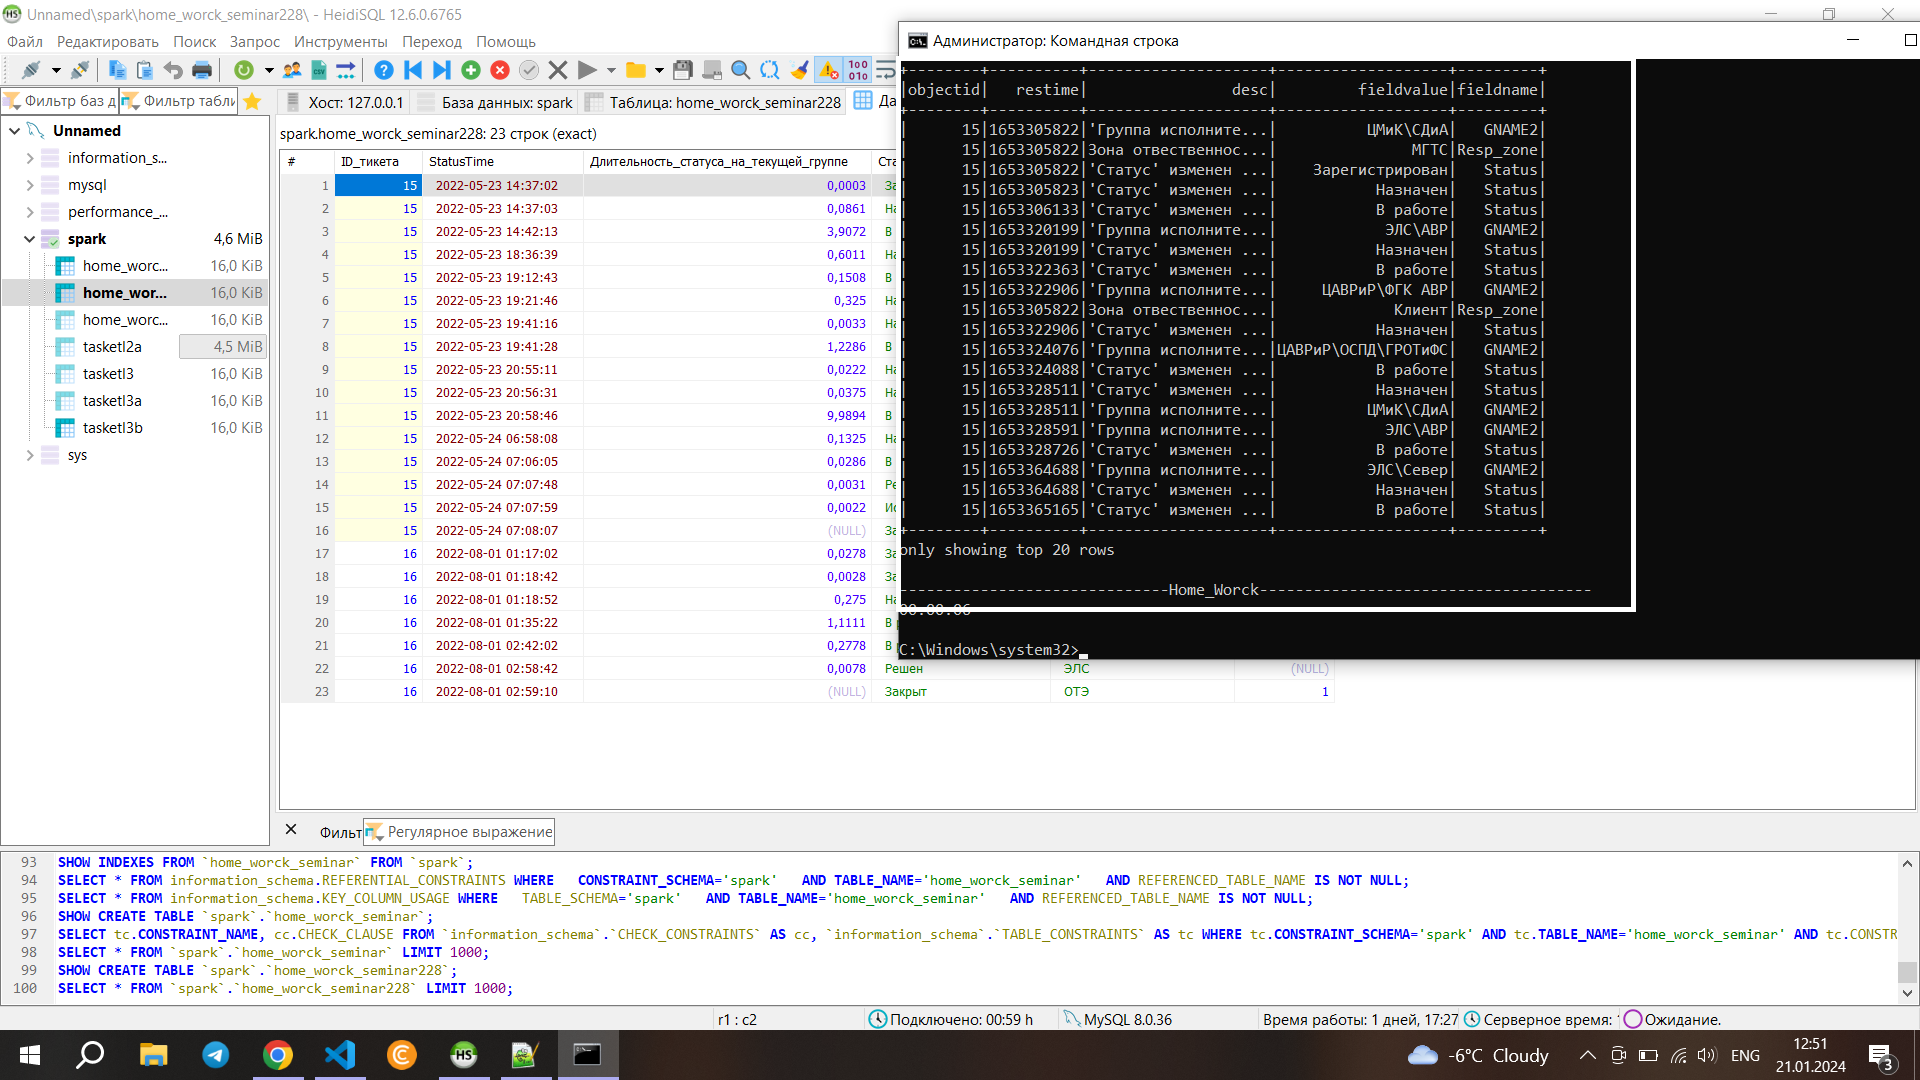 Unnamed\spark\home_worck_seminar228\ - HeidiSQL 12.6.0.6765
Файл Редактировать Поиск Запрос Инструменты Переход Помощь
Фильтр баз д Фильтр табли
Хост: 127.0.0.1 База данных: spark Таблица: home_worck_seminar228 Да
Unnamed
information_s...
mysql
performance_...
spark 4,6 MiB
home_worc... 16,0 KiB
home_wor... 16,0 KiB
home_worc... 16,0 KiB
tasketl2a 4,5 MiB
tasketl3 16,0 KiB
tasketl3a 16,0 KiB
tasketl3b 16,0 KiB
sys
spark.home_worck_seminar228: 23 строк (exact)
# ID_тикета StatusTime Длительность_статуса_на_текущей_группе Ста
1 15 2022-05-23 14:37:02 0,0003 За
2 15 2022-05-23 14:37:03 0,0861 На
3 15 2022-05-23 14:42:13 3,9072 В
4 15 2022-05-23 18:36:39 0,6011 На
5 15 2022-05-23 19:12:43 0,1508 В
6 15 2022-05-23 19:21:46 0,325 На
7 15 2022-05-23 19:41:16 0,0033 На
8 15 2022-05-23 19:41:28 1,2286 В
9 15 2022-05-23 20:55:11 0,0222 На
10 15 2022-05-23 20:56:31 0,0375 На
11 15 2022-05-23 20:58:46 9,9894 В
12 15 2022-05-24 06:58:08 0,1325 На
13 15 2022-05-24 07:06:05 0,0286 В
14 15 2022-05-24 07:07:48 0,0031 Ре
15 15 2022-05-24 07:07:59 0,0022 Ис
16 15 2022-05-24 07:08:07 (NULL) За
17 16 2022-08-01 01:17:02 0,0278 За
18 16 2022-08-01 01:18:42 0,0028 За
19 16 2022-08-01 01:18:52 0,275 На
20 16 2022-08-01 01:35:22 1,1111 В р
21 16 2022-08-01 02:42:02 0,2778 В р
22 16 2022-08-01 02:58:42 0,0078 Решен ЭЛС (NULL)
23 16 2022-08-01 02:59:10 (NULL) Закрыт ОТЭ 1
Администратор: Командная строка
+--------+----------+--------------------+-------------------+---------+
|objectid| restime| desc| fieldvalue|fieldname|
+--------+----------+--------------------+-------------------+---------+
| 15|1653305822|'Группа исполните...| ЦМиК\СДиА| GNAME2|
| 15|1653305822|Зона отвественнос...| МГТС|Resp_zone|
| 15|1653305822|'Статус' изменен ...| Зарегистрирован| Status|
| 15|1653305823|'Статус' изменен ...| Назначен| Status|
| 15|1653306133|'Статус' изменен ...| В работе| Status|
| 15|1653320199|'Группа исполните...| ЭЛС\АВР| GNAME2|
| 15|1653320199|'Статус' изменен ...| Назначен| Status|
| 15|1653322363|'Статус' изменен ...| В работе| Status|
| 15|1653322906|'Группа исполните...| ЦАВРиР\ФГК АВР| GNAME2|
| 15|1653305822|Зона отвественнос...| Клиент|Resp_zone|
| 15|1653322906|'Статус' изменен ...| Назначен| Status|
| 15|1653324076|'Группа исполните...|ЦАВРиР\ОСПД\ГРОТиФС| GNAME2|
| 15|1653324088|'Статус' изменен ...| В работе| Status|
| 15|1653328511|'Статус' изменен ...| Назначен| Status|
| 15|1653328511|'Группа исполните...| ЦМиК\СДиА| GNAME2|
| 15|1653328591|'Группа исполните...| ЭЛС\АВР| GNAME2|
| 15|1653328726|'Статус' изменен ...| В работе| Status|
| 15|1653364688|'Группа исполните...| ЭЛС\Север| GNAME2|
| 15|1653364688|'Статус' изменен ...| Назначен| Status|
| 15|1653365165|'Статус' изменен ...| В работе| Status|
+--------+----------+--------------------+-------------------+---------+
only showing top 20 rows
------------------------------Home_Worck-------------------------------------
00:00:06
C:\Windows\system32>
Фильт Регулярное выражение
93 SHOW INDEXES FROM `home_worck_seminar` FROM `spark`;
94 SELECT * FROM information_schema.REFERENTIAL_CONSTRAINTS WHERE CONSTRAINT_SCHEMA='spark' AND TABLE_NAME='home_worck_seminar' AND REFERENCED_TABLE_NAME IS NOT NULL;
95 SELECT * FROM information_schema.KEY_COLUMN_USAGE WHERE TABLE_SCHEMA='spark' AND TABLE_NAME='home_worck_seminar' AND REFERENCED_TABLE_NAME IS NOT NULL;
96 SHOW CREATE TABLE `spark`.`home_worck_seminar`;
97 SELECT tc.CONSTRAINT_NAME, cc.CHECK_CLAUSE FROM `information_schema`.`CHECK_CONSTRAINTS` AS cc, `information_schema`.`TABLE_CONSTRAINTS` AS tc WHERE tc.CONSTRAINT_SCHEMA='spark' AND tc.TABLE_NAME='home_worck_seminar' AND tc.CONSTR
98 SELECT * FROM `spark`.`home_worck_seminar` LIMIT 1000;
99 SHOW CREATE TABLE `spark`.`home_worck_seminar228`;
100 SELECT * FROM `spark`.`home_worck_seminar228` LIMIT 1000;
r1 : c2 Подключено: 00:59 h MySQL 8.0.36 Время работы: 1 дней, 17:27 Серверное время: Ожидание.
-6°C Cloudy ENG 12:51
21.01.2024 3